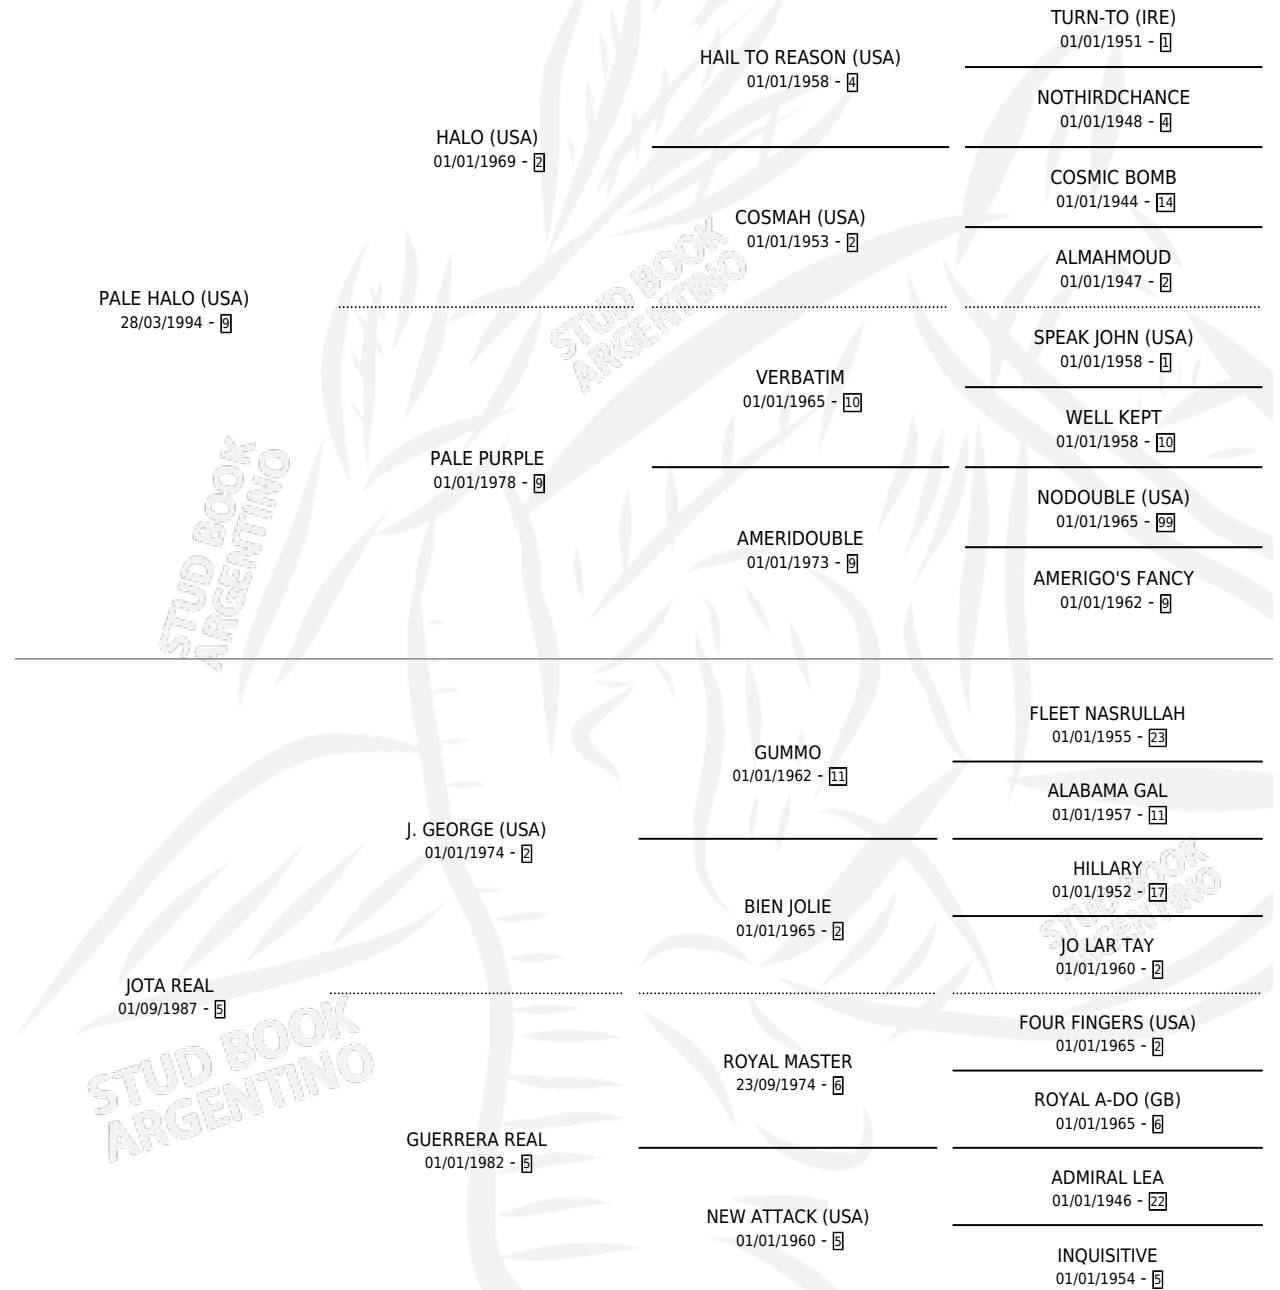 TURN-TO (IRE)
01/01/1951 - 1
HAIL TO REASON (USA)
01/01/1958 - 4
NOTHIRDCHANCE
01/01/1948 - 4
HALO (USA)
01/01/1969 - 2
COSMIC BOMB
01/01/1944 - 14
COSMAH (USA)
01/01/1953 - 2
ALMAHMOUD
01/01/1947 - 2
PALE HALO (USA)
28/03/1994 - 9
STUD BOOK
ARGENTINO
SPEAK JOHN (USA)
01/01/1958 - 1
VERBATIM
01/01/1965 - 10
WELL KEPT
01/01/1958 - 10
PALE PURPLE
01/01/1978 - 9
NODOUBLE (USA)
01/01/1965 - 99
AMERIDOUBLE
01/01/1973 - 9
AMERIGO'S FANCY
01/01/1962 - 9
STUD BOOK
ARGENTINO
FLEET NASRULLAH
01/01/1955 - 23
GUMMO
01/01/1962 - 11
ALABAMA GAL
01/01/1957 - 11
J. GEORGE (USA)
01/01/1974 - 2
HILLARY
01/01/1952 - 17
BIEN JOLIE
01/01/1965 - 2
STUD BOOK
ARGENTINO
JO LAR TAY
01/01/1960 - 2
JOTA REAL
01/09/1987 - 5
FOUR FINGERS (USA)
01/01/1965 - 2
ROYAL MASTER
23/09/1974 - 6
ROYAL A-DO (GB)
01/01/1965 - 6
STUD BOOK
ARGENTINO
GUERRERA REAL
01/01/1982 - 5
ADMIRAL LEA
01/01/1946 - 22
NEW ATTACK (USA)
01/01/1960 - 5
INQUISITIVE
01/01/1954 - 5